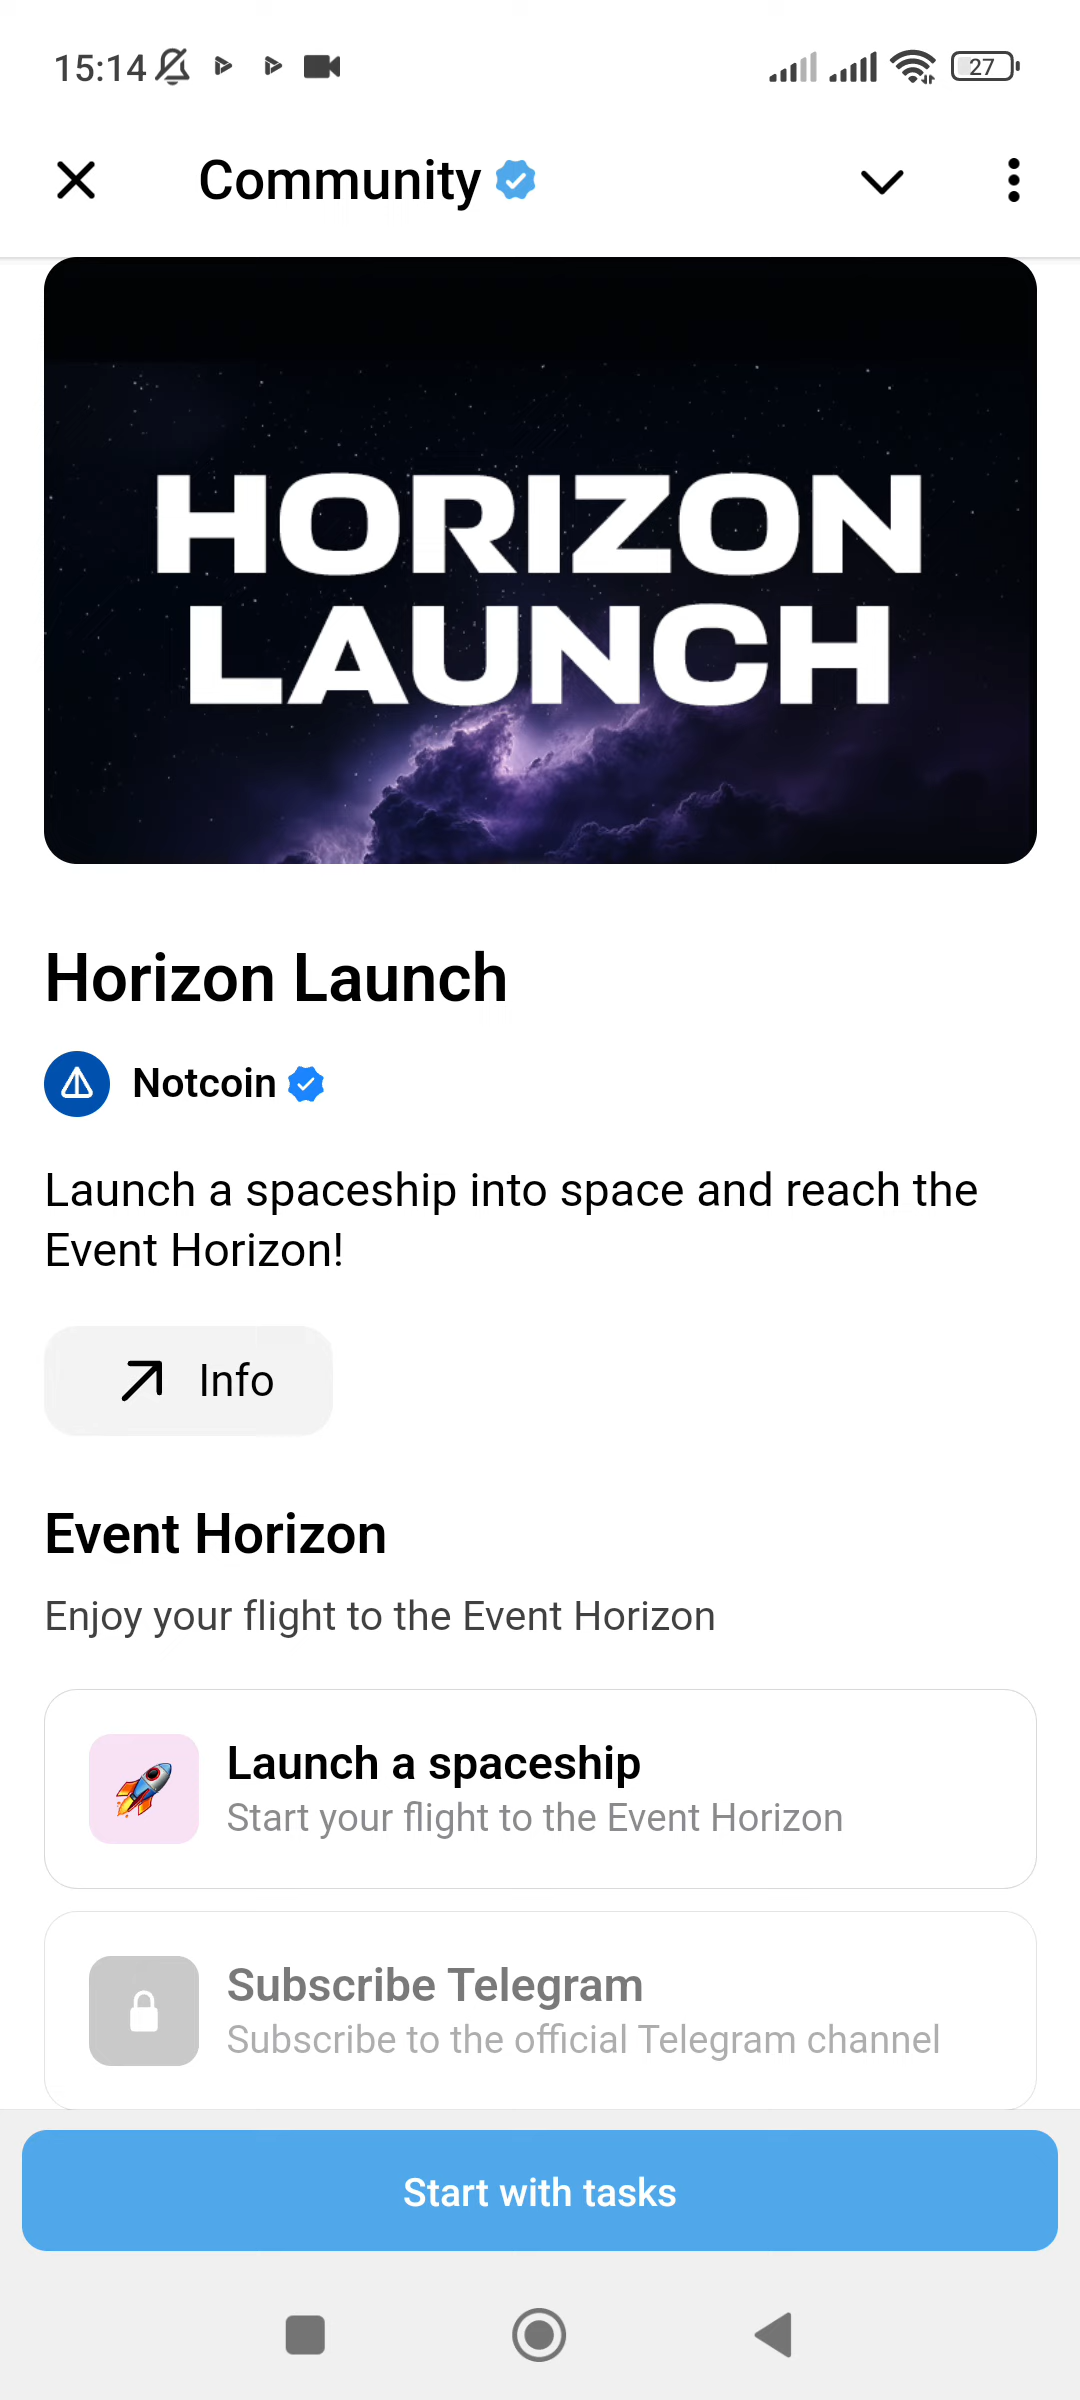 15:14
27
Community
HORIZON
LAUNCH
Horizon Launch
Notcoin
Launch a spaceship into space and reach the
Event Horizon!
Info
Event Horizon
Enjoy your flight to the Event Horizon
Launch a spaceship
Start your flight to the Event Horizon
Subscribe Telegram
Subscribe to the official Telegram channel
Start with tasks